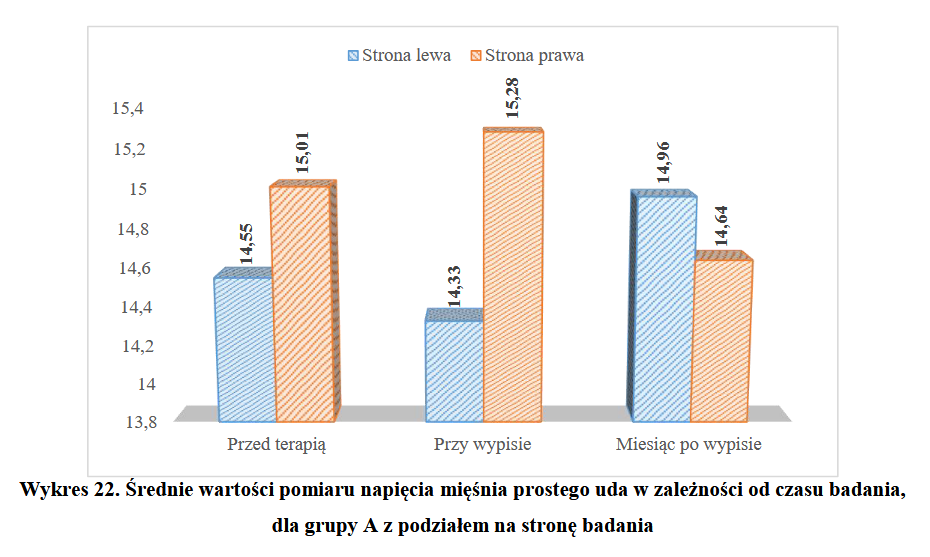 Strona lewa Strona prawa
15,4
15,2
15
14,8
14,6
14,4
14,2
14
13,8
14,55
15,01
14,33
15,28
14,96
14,64
Przed terapią
Przy wypisie
Miesiąc po wypisie
Wykres 22. Średnie wartości pomiaru napięcia mięśnia prostego uda w zależności od czasu badania,
dla grupy A z podziałem na stronę badania